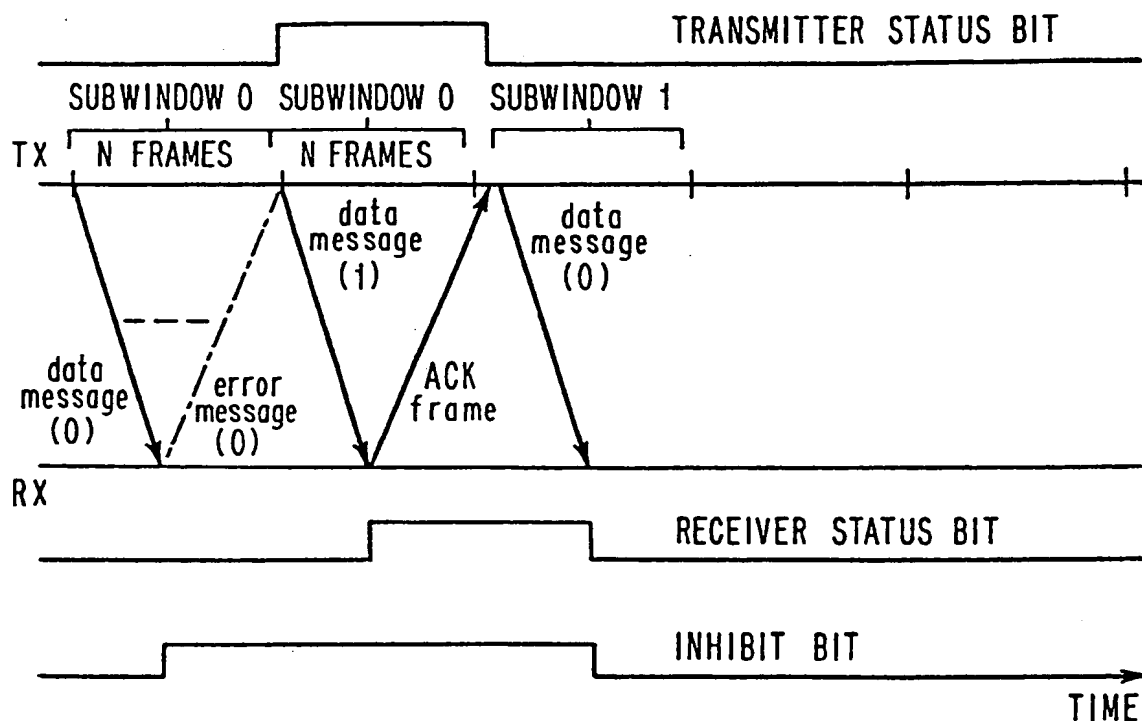 TRANSMITTER STATUS BIT
SUBWINDOW 0 SUBWINDOW 0 SUBWINDOW 1
TX N FRAMES N FRAMES
data
message
(1)
data
message
(0)
data
message
(0)
error
message
(0)
ACK
frame
RX
RECEIVER STATUS BIT
INHIBIT BIT
TIME